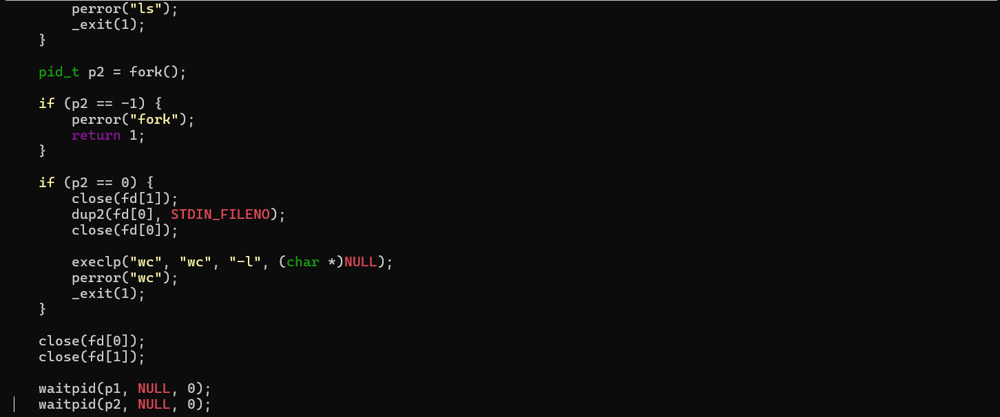 perror("ls");
        _exit(1);
    }

    pid_t p2 = fork();

    if (p2 == -1) {
        perror("fork");
        return 1;
    }

    if (p2 == 0) {
        close(fd[1]);
        dup2(fd[0], STDIN_FILENO);
        close(fd[0]);

        execlp("wc", "wc", "-l", (char *)NULL);
        perror("wc");
        _exit(1);
    }

    close(fd[0]);
    close(fd[1]);

    waitpid(p1, NULL, 0);
    waitpid(p2, NULL, 0);